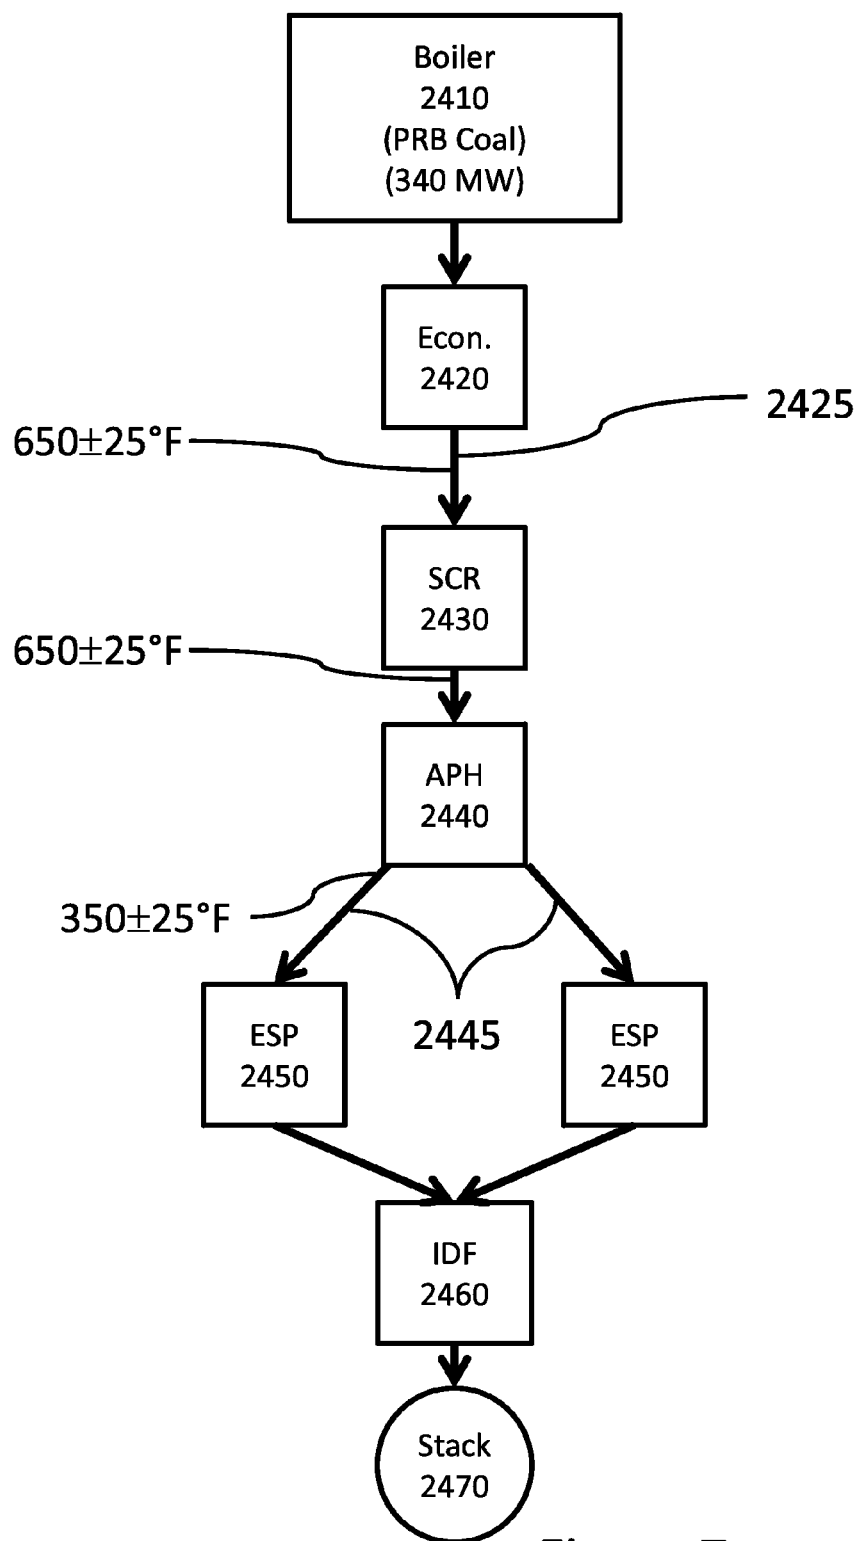 Boiler
2410
(PRB Coal)
(340 MW)
Econ.
2420
2425
650±25°F
SCR
2430
650±25°F
APH
2440
350±25°F
ESP
2450
2445
ESP
2450
IDF
2460
Stack
2470